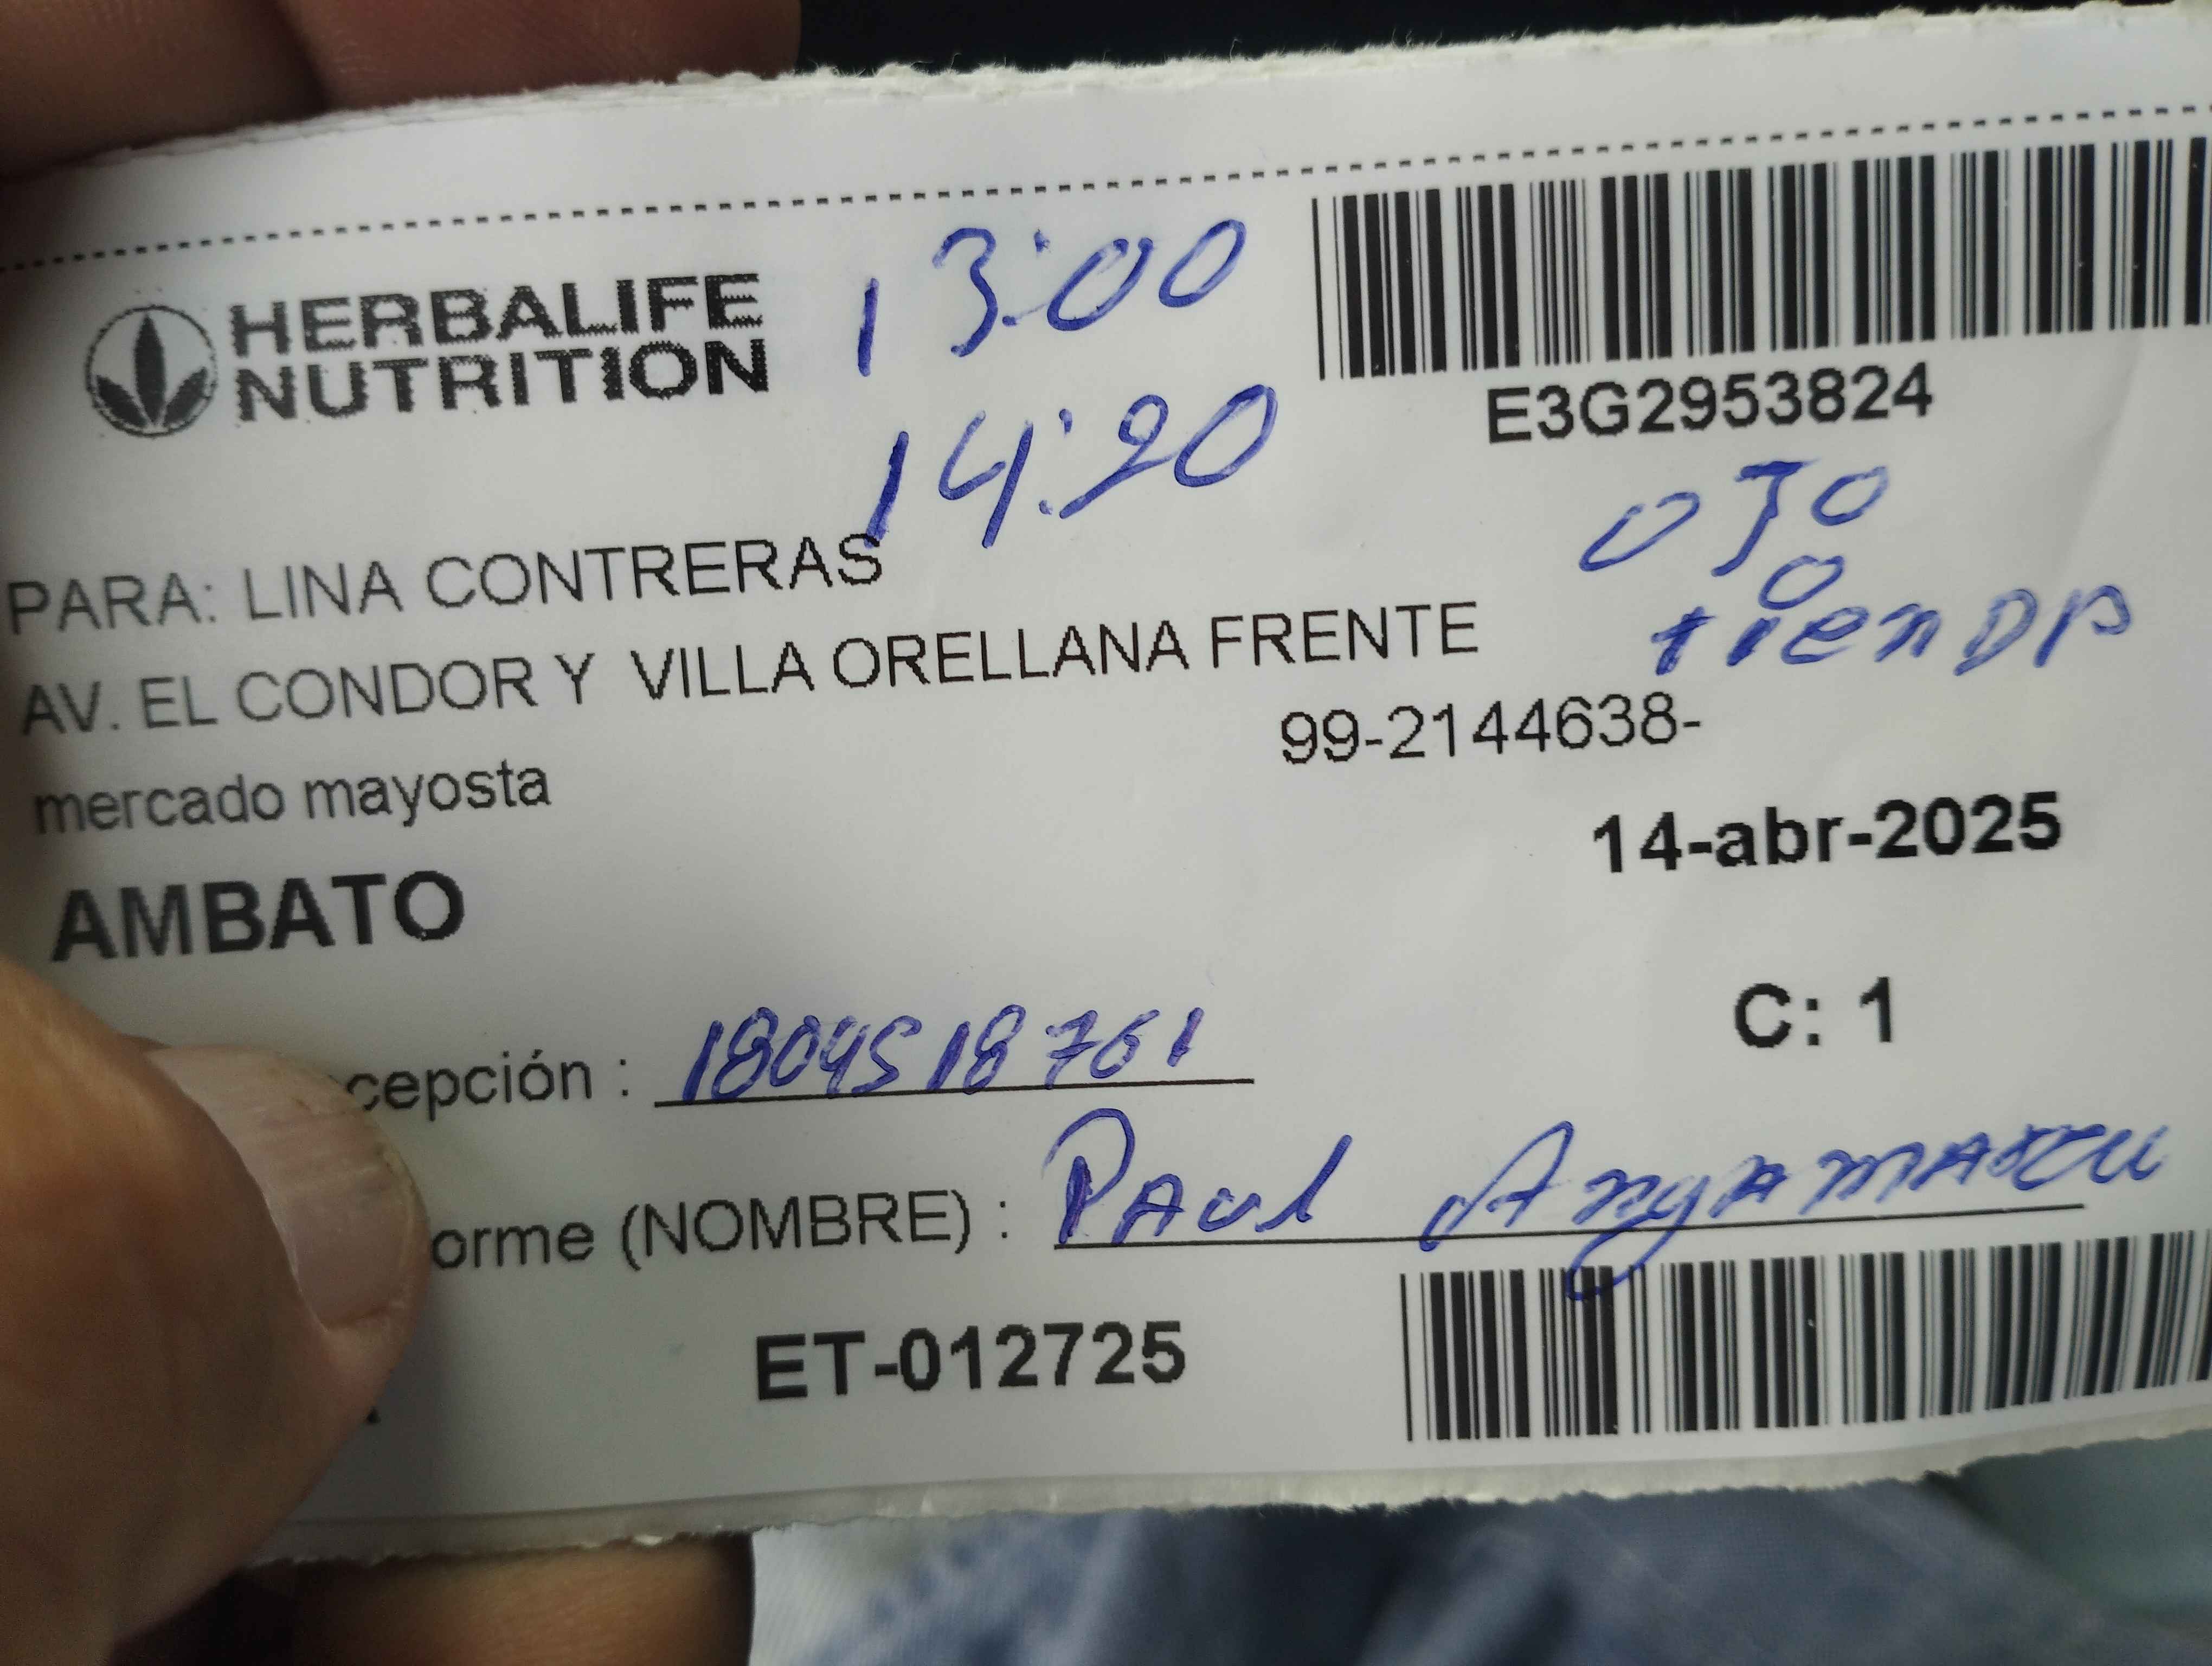 HERBALIFE
NUTRITION
13:00
14:20
E3G2953824
OJO
tienDA
PARA: LINA CONTRERAS
AV. EL CONDOR Y VILLA ORELLANA FRENTE
99-2144638-
mercado mayosta
14-abr-2025
AMBATO
C: 1
cepción : 1804518761
orme (NOMBRE) : PAul
ET-012725